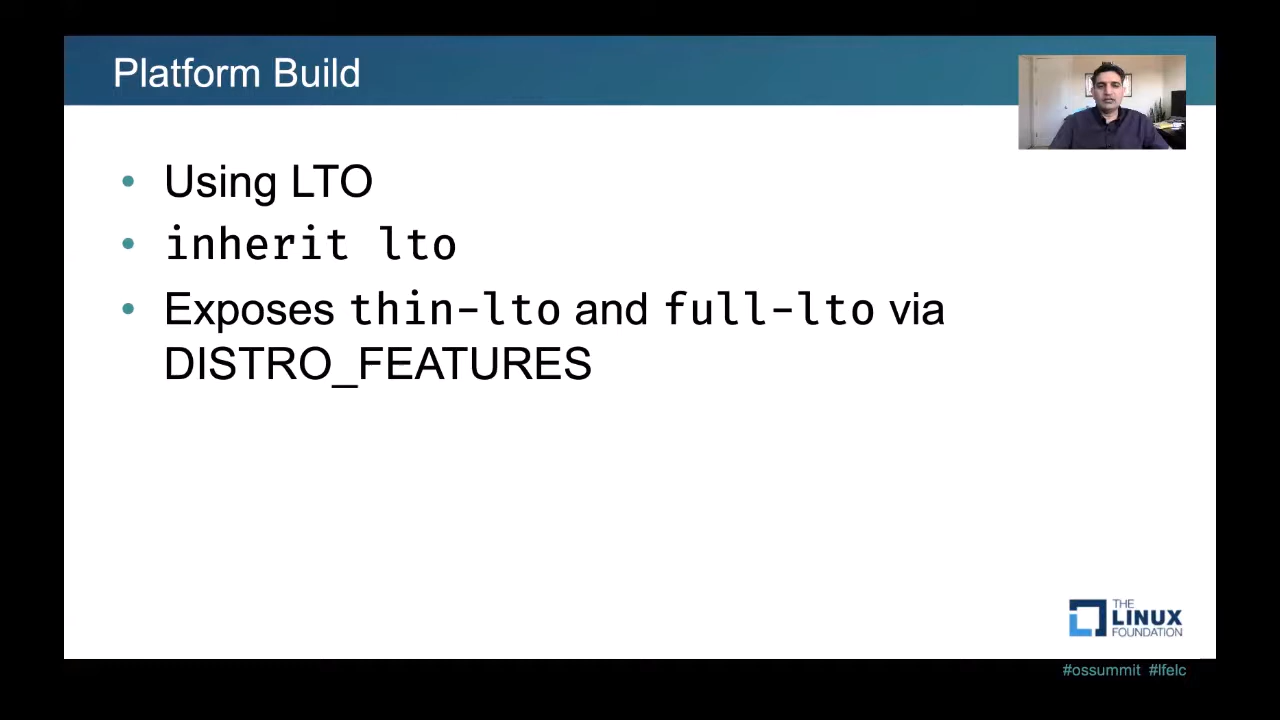 Platform Build
• Using LTO
• inherit lto
• Exposes thin-lto and full-lto via
DISTRO_FEATURES
THE
LINUX
FOUNDATION
#ossummit #lfelc